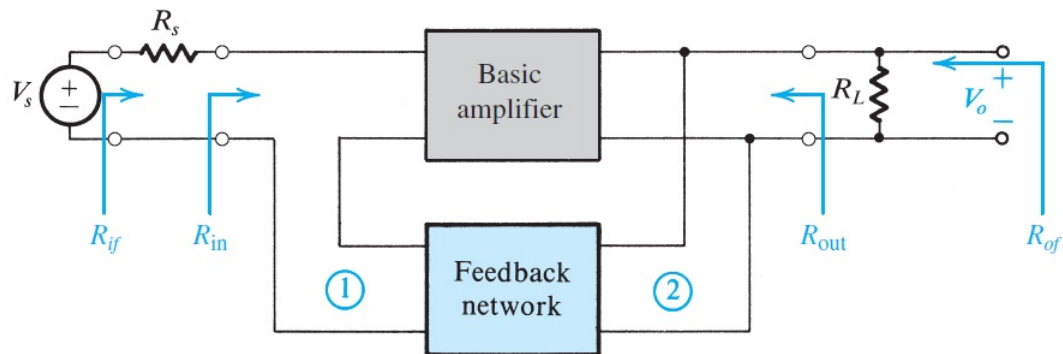 R_s
V_s
+
−
Basic
amplifier
R_L
+
V_o
−
R_if
R_in
R_out
R_of
Feedback
network
1
2